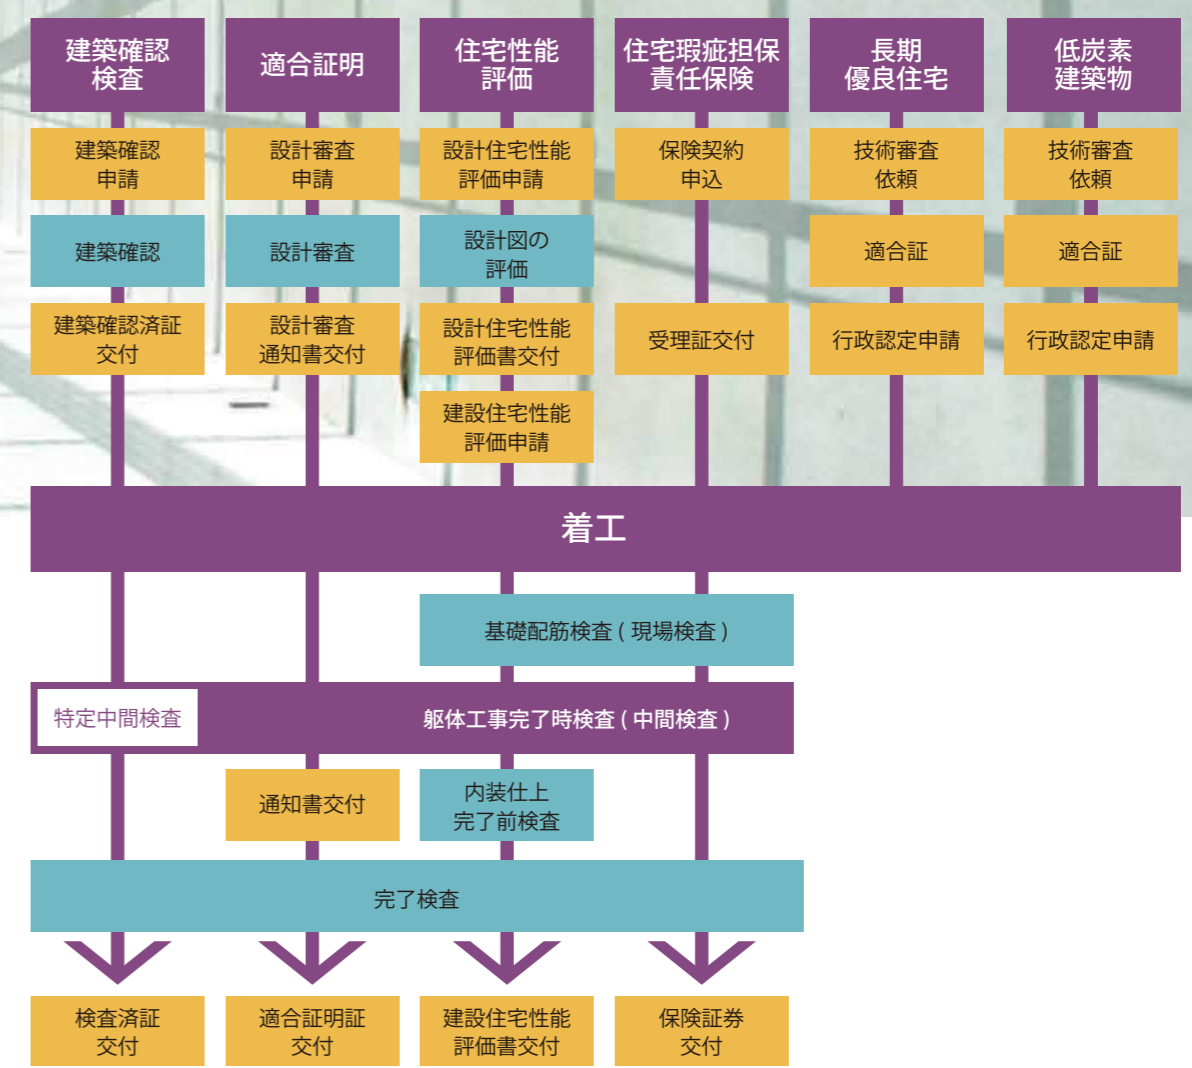 建築確認
検査
適合証明
住宅性能
評価
住宅瑕疵担保
責任保険
長期
優良住宅
低炭素
建築物
建築確認
申請
設計審査
申請
設計住宅性能
評価申請
保険契約
申込
技術審査
依頼
技術審査
依頼
建築確認
設計審査
設計図の
評価
適合証
適合証
建築確認済証
交付
設計審査
通知書交付
設計住宅性能
評価書交付
受理証交付
行政認定申請
行政認定申請
建設住宅性能
評価申請
着工
基礎配筋検査 ( 現場検査 )
特定中間検査
躯体工事完了時検査 ( 中間検査 )
通知書交付
内装仕上
完了前検査
完了検査
検査済証
交付
適合証明証
交付
建設住宅性能
評価書交付
保険証券
交付